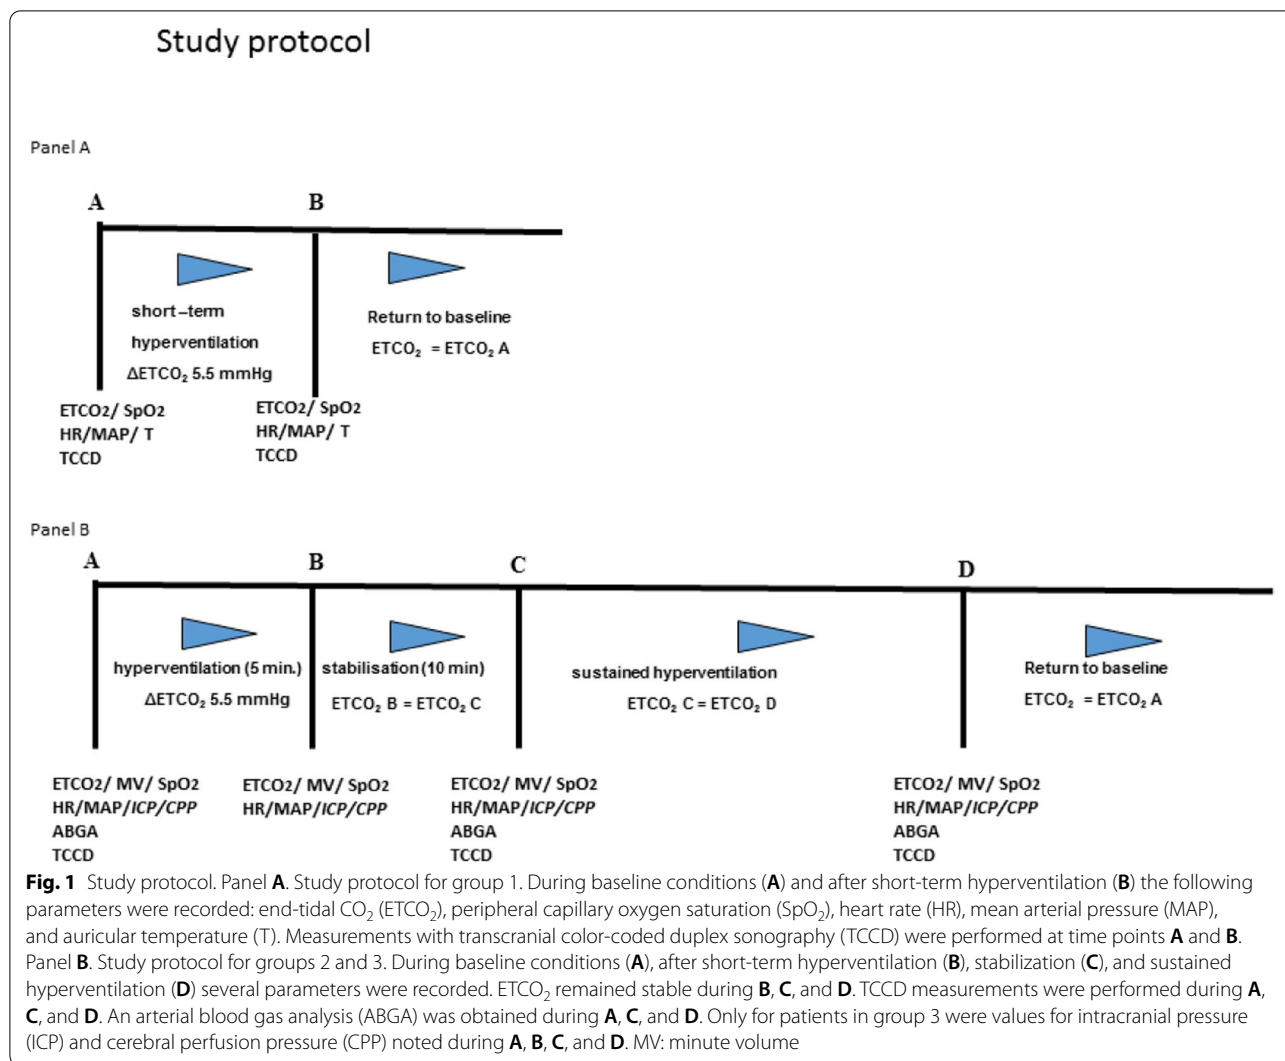 Study protocol
Panel A
A B
short–term
hyperventilation
ΔETCO₂ 5.5 mmHg
Return to baseline
ETCO₂ = ETCO₂ A
ETCO2/ SpO2
HR/MAP/ T
TCCD
ETCO2/ SpO2
HR/MAP/ T
TCCD
Panel B
A B C D
hyperventilation (5 min.)
ΔETCO₂ 5.5 mmHg
stabilisation (10 min)
ETCO₂ B = ETCO₂ C
sustained hyperventilation
ETCO₂ C = ETCO₂ D
Return to baseline
ETCO₂ = ETCO₂ A
ETCO2/ MV/ SpO2
HR/MAP/ICP/CPP
ABGA
TCCD
ETCO2/ MV/ SpO2
HR/MAP/ICP/CPP
ETCO2/ MV/ SpO2
HR/MAP/ICP/CPP
ABGA
TCCD
ETCO2/ MV/ SpO2
HR/MAP/ICP/CPP
ABGA
TCCD
Fig. 1 Study protocol. Panel A. Study protocol for group 1. During baseline conditions (A) and after short-term hyperventilation (B) the following
parameters were recorded: end-tidal CO₂ (ETCO₂), peripheral capillary oxygen saturation (SpO₂), heart rate (HR), mean arterial pressure (MAP),
and auricular temperature (T). Measurements with transcranial color-coded duplex sonography (TCCD) were performed at time points A and B.
Panel B. Study protocol for groups 2 and 3. During baseline conditions (A), after short-term hyperventilation (B), stabilization (C), and sustained
hyperventilation (D) several parameters were recorded. ETCO₂ remained stable during B, C, and D. TCCD measurements were performed during A,
C, and D. An arterial blood gas analysis (ABGA) was obtained during A, C, and D. Only for patients in group 3 were values for intracranial pressure
(ICP) and cerebral perfusion pressure (CPP) noted during A, B, C, and D. MV: minute volume